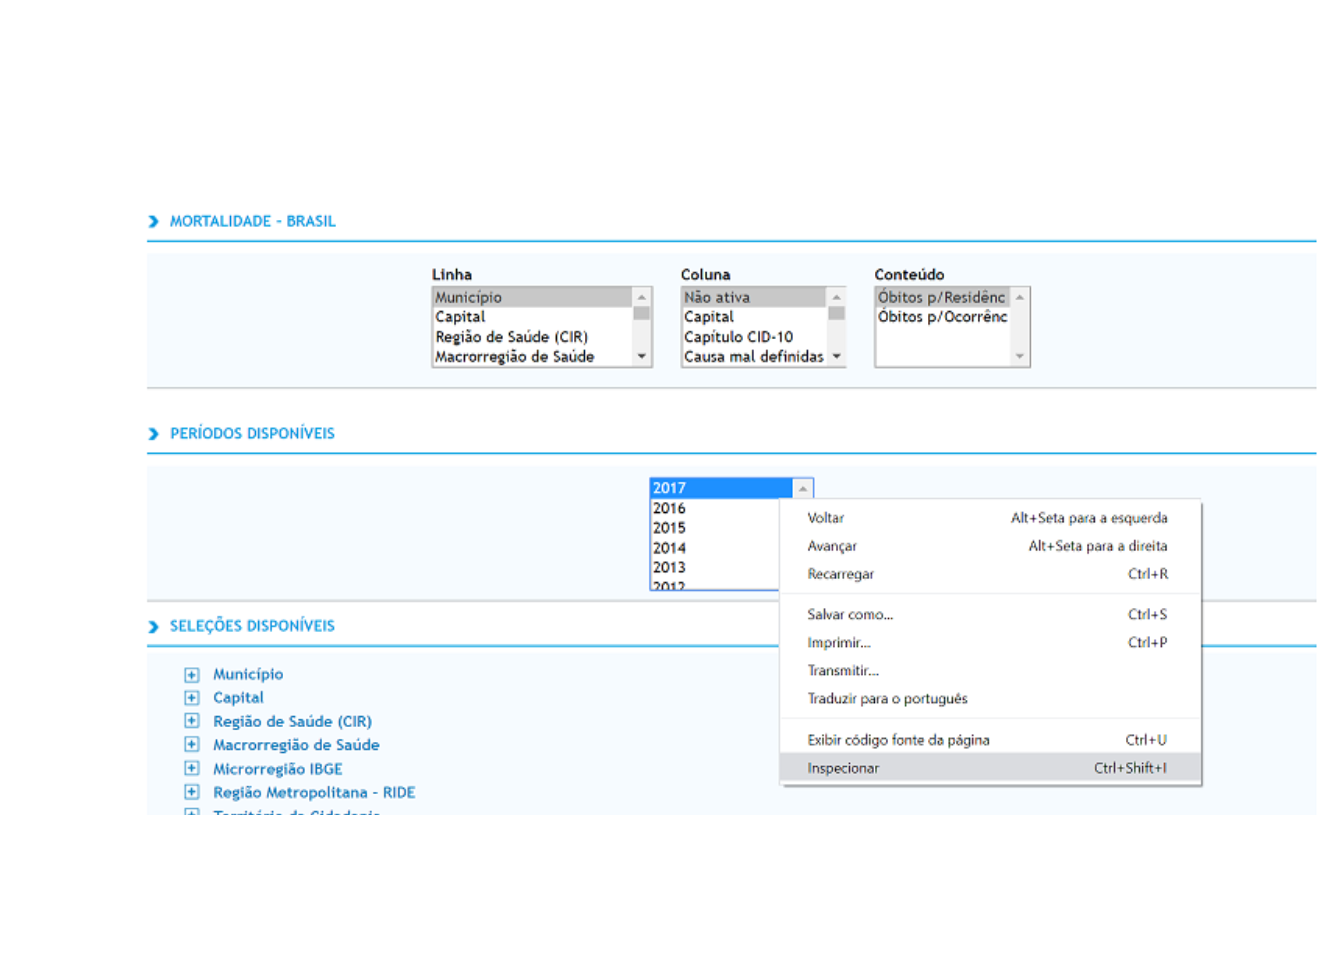 MORTALIDADE - BRASIL
Linha
Município
Capital
Região de Saúde (CIR)
Macrorregião de Saúde
Coluna
Não ativa
Capital
Capítulo CID-10
Causa mal definidas
Conteúdo
Óbitos p/Residênc
Óbitos p/Ocorrênc
PERÍODOS DISPONÍVEIS
2017
2016
2015
2014
2013
2012
Voltar Alt+Seta para a esquerda
Avançar Alt+Seta para a direita
Recarregar Ctrl+R
Salvar como... Ctrl+S
Imprimir... Ctrl+P
Transmitir...
Traduzir para o português
Exibir código fonte da página Ctrl+U
Inspecionar Ctrl+Shift+I
SELEÇÕES DISPONÍVEIS
Município
Capital
Região de Saúde (CIR)
Macrorregião de Saúde
Microrregião IBGE
Região Metropolitana - RIDE